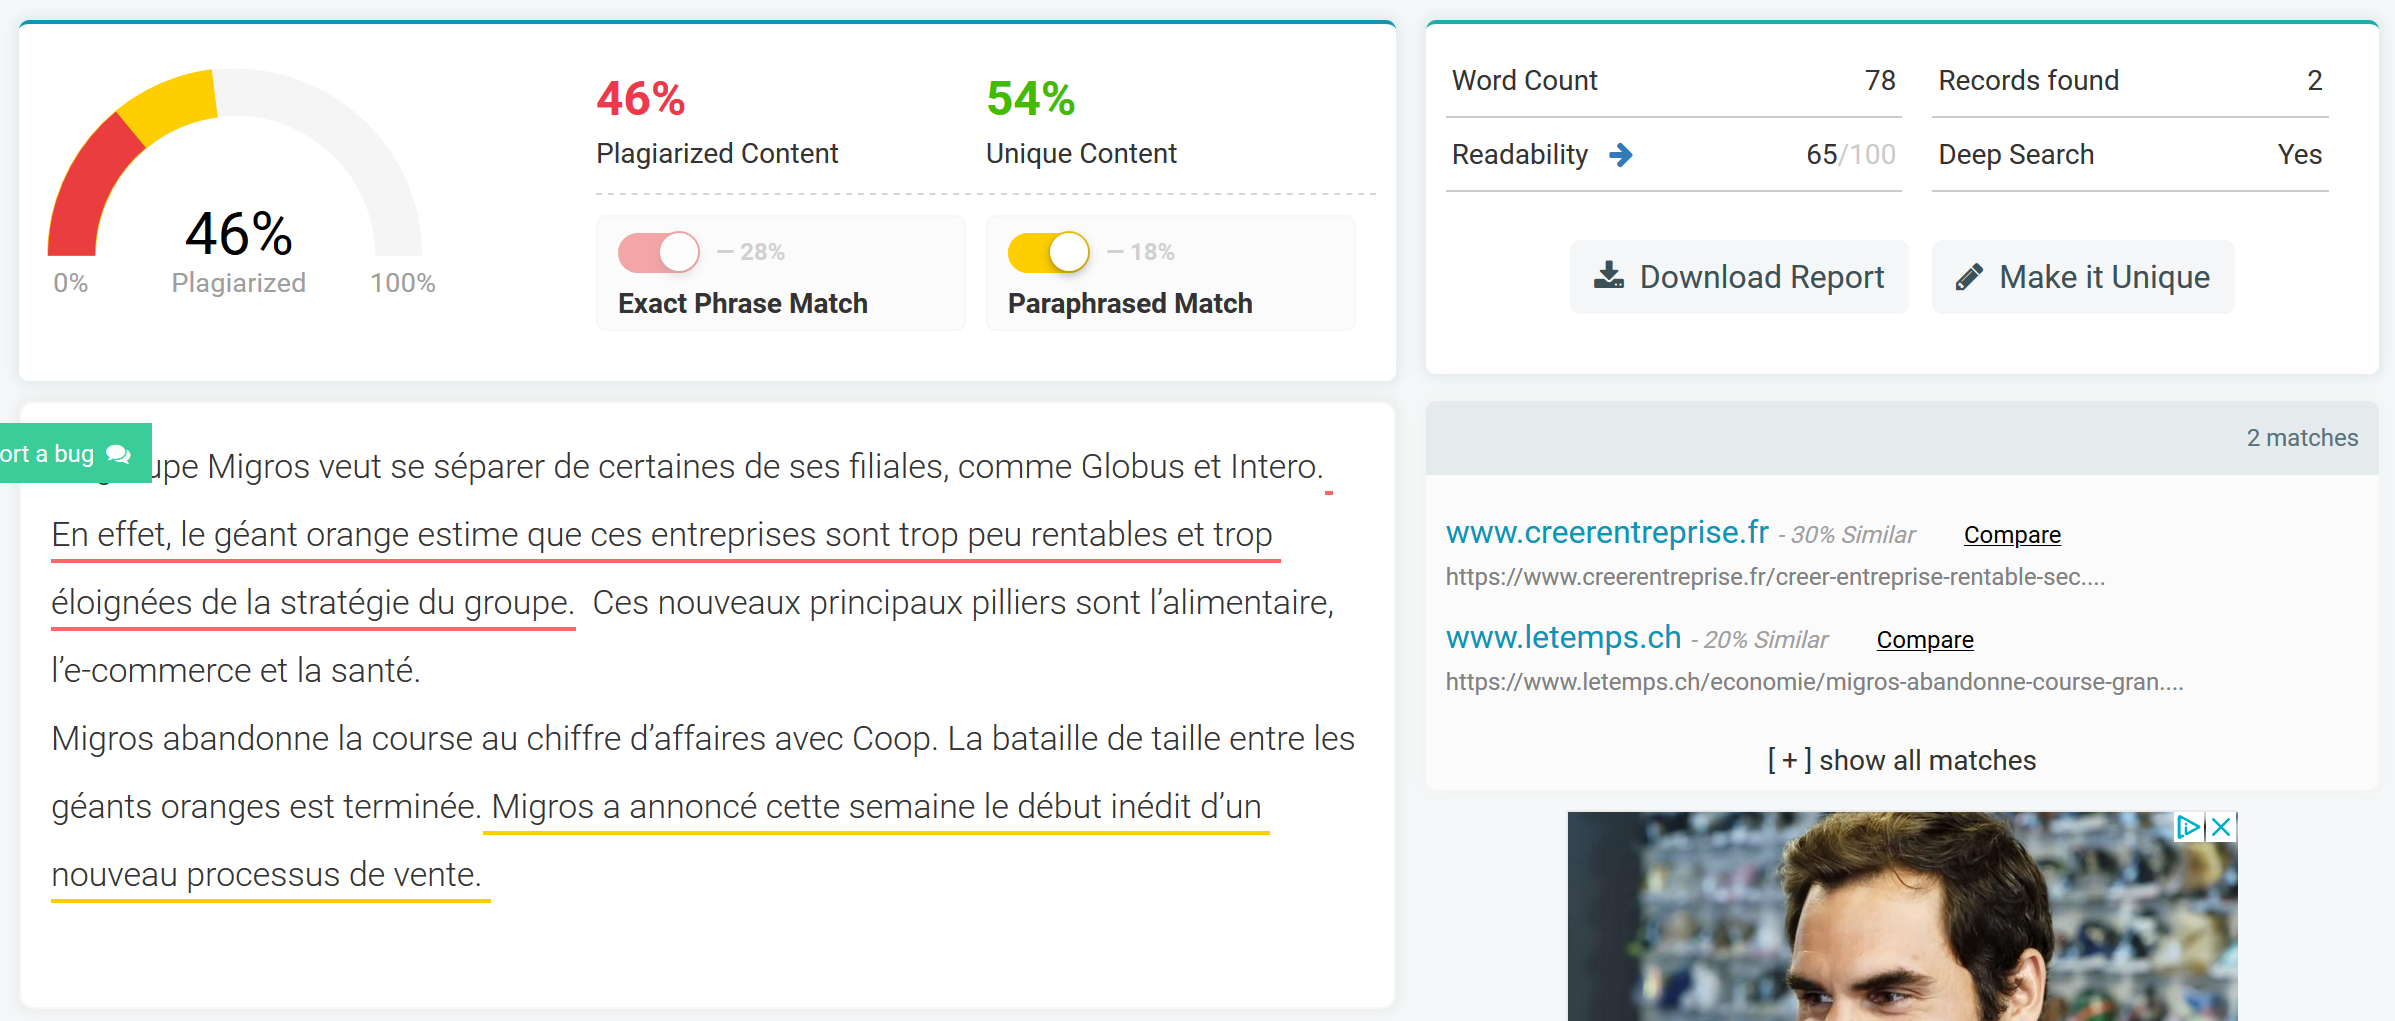 46%
0%
Plagiarized
100%
46%
Plagiarized Content
54%
Unique Content
— 28%
Exact Phrase Match
— 18%
Paraphrased Match
Word Count 78
Records found 2
Readability 65/100
Deep Search Yes
Download Report
Make it Unique
ort a bug
upe Migros veut se séparer de certaines de ses filiales, comme Globus et Intero.
En effet, le géant orange estime que ces entreprises sont trop peu rentables et trop
éloignées de la stratégie du groupe. Ces nouveaux principaux pilliers sont l’alimentaire,
l’e-commerce et la santé.
Migros abandonne la course au chiffre d’affaires avec Coop. La bataille de taille entre les
géants oranges est terminée. Migros a annoncé cette semaine le début inédit d’un
nouveau processus de vente.
2 matches
www.creerentreprise.fr - 30% Similar Compare
https://www.creerentreprise.fr/creer-entreprise-rentable-sec....
www.letemps.ch - 20% Similar Compare
https://www.letemps.ch/economie/migros-abandonne-course-gran....
[ + ] show all matches